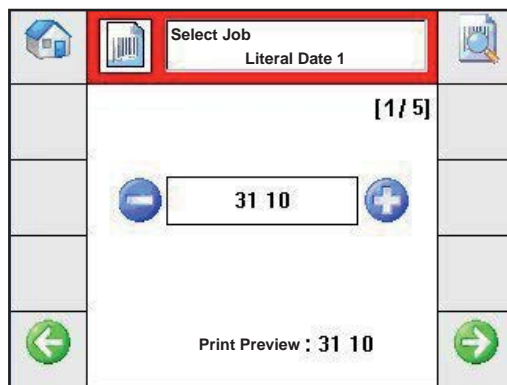 Select Job
Literal Date 1
[1/ 5]
31 10
Print Preview : 31 10